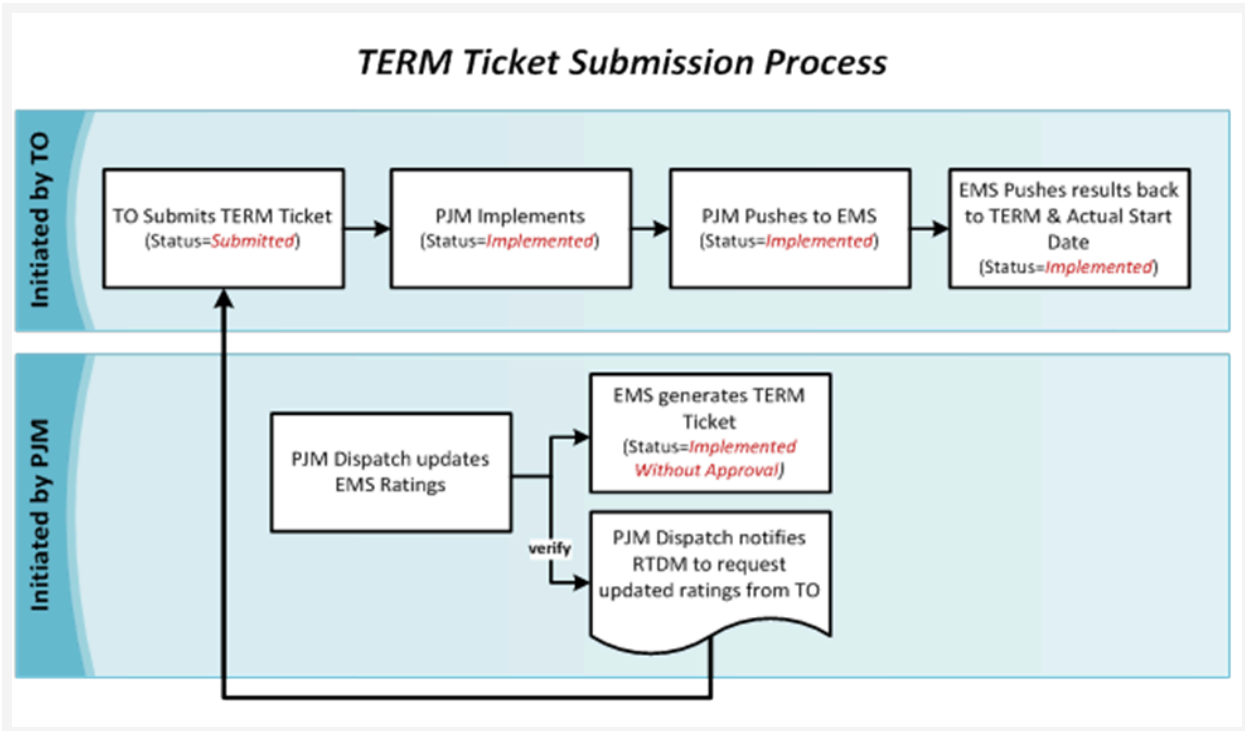 TERM Ticket Submission Process
Initiated by TO
TO Submits TERM Ticket
(Status=Submitted)
PJM Implements
(Status=Implemented)
PJM Pushes to EMS
(Status=Implemented)
EMS Pushes results back
to TERM & Actual Start
Date
(Status=Implemented)
Initiated by PJM
PJM Dispatch updates
EMS Ratings
EMS generates TERM
Ticket
(Status=Implemented
Without Approval)
verify
PJM Dispatch notifies
RTDM to request
updated ratings from TO